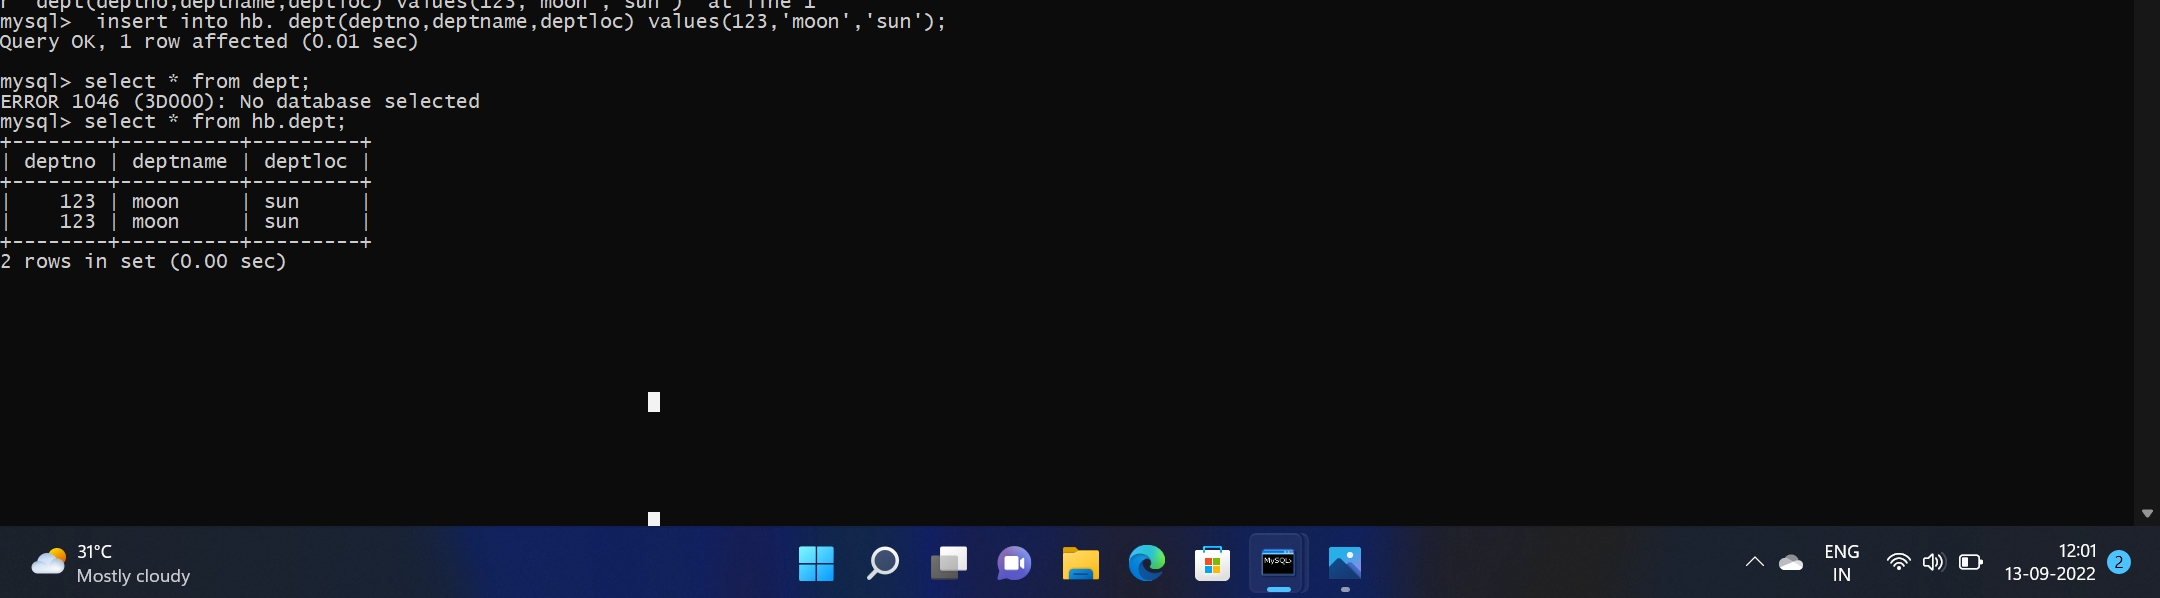 r  dept(deptno,deptname,deptloc) values(123,'moon','sun')' at line 1
mysql>  insert into hb. dept(deptno,deptname,deptloc) values(123,'moon','sun');
Query OK, 1 row affected (0.01 sec)
mysql> select * from dept;
ERROR 1046 (3D000): No database selected
mysql> select * from hb.dept;
+--------+----------+---------+
| deptno | deptname | deptloc |
+--------+----------+---------+
|    123 | moon     | sun     |
|    123 | moon     | sun     |
+--------+----------+---------+
2 rows in set (0.00 sec)
31°C
Mostly cloudy
MySQL>
ENG
IN
12:01
13-09-2022
2